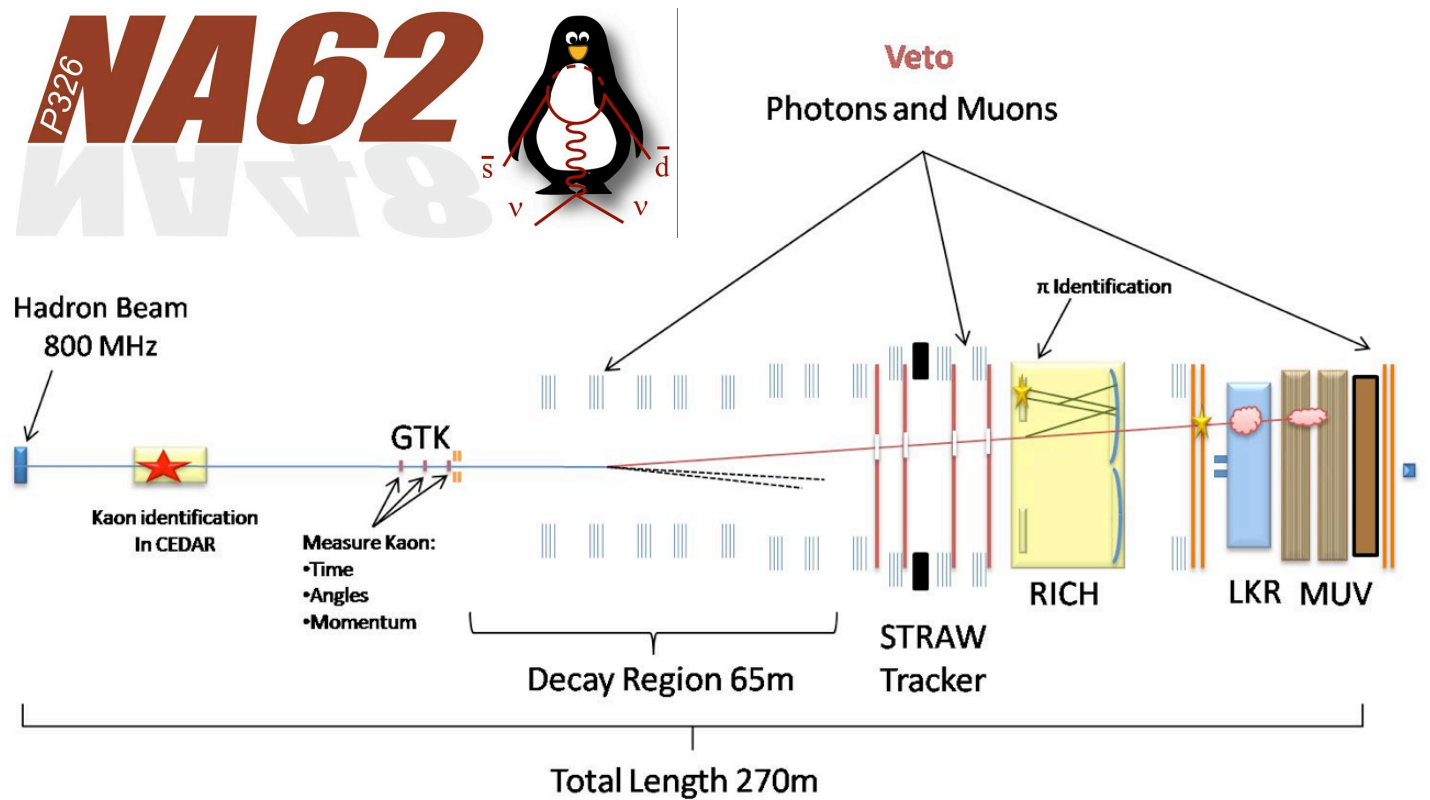 P326
NA62
NA48
s̅
d̅
ν
ν
Veto
Photons and Muons
Hadron Beam
800 MHz
π Identification
GTK
Kaon identification
In CEDAR
Measure Kaon:
•Time
•Angles
•Momentum
RICH
LKR
MUV
STRAW
Tracker
Decay Region 65m
Total Length 270m